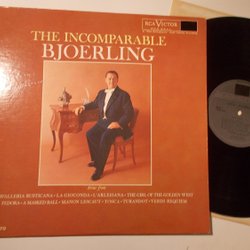 RCA VICTOR
THE INCOMPARABLE
BJOERLING
Arias from
CAVALLERIA RUSTICANA • LA GIOCONDA • L'ARLESIANA • THE GIRL OF THE GOLDEN WEST
FEDORA • A MASKED BALL • MANON LESCAUT • TOSCA • TURANDOT • VERDI: REQUIEM